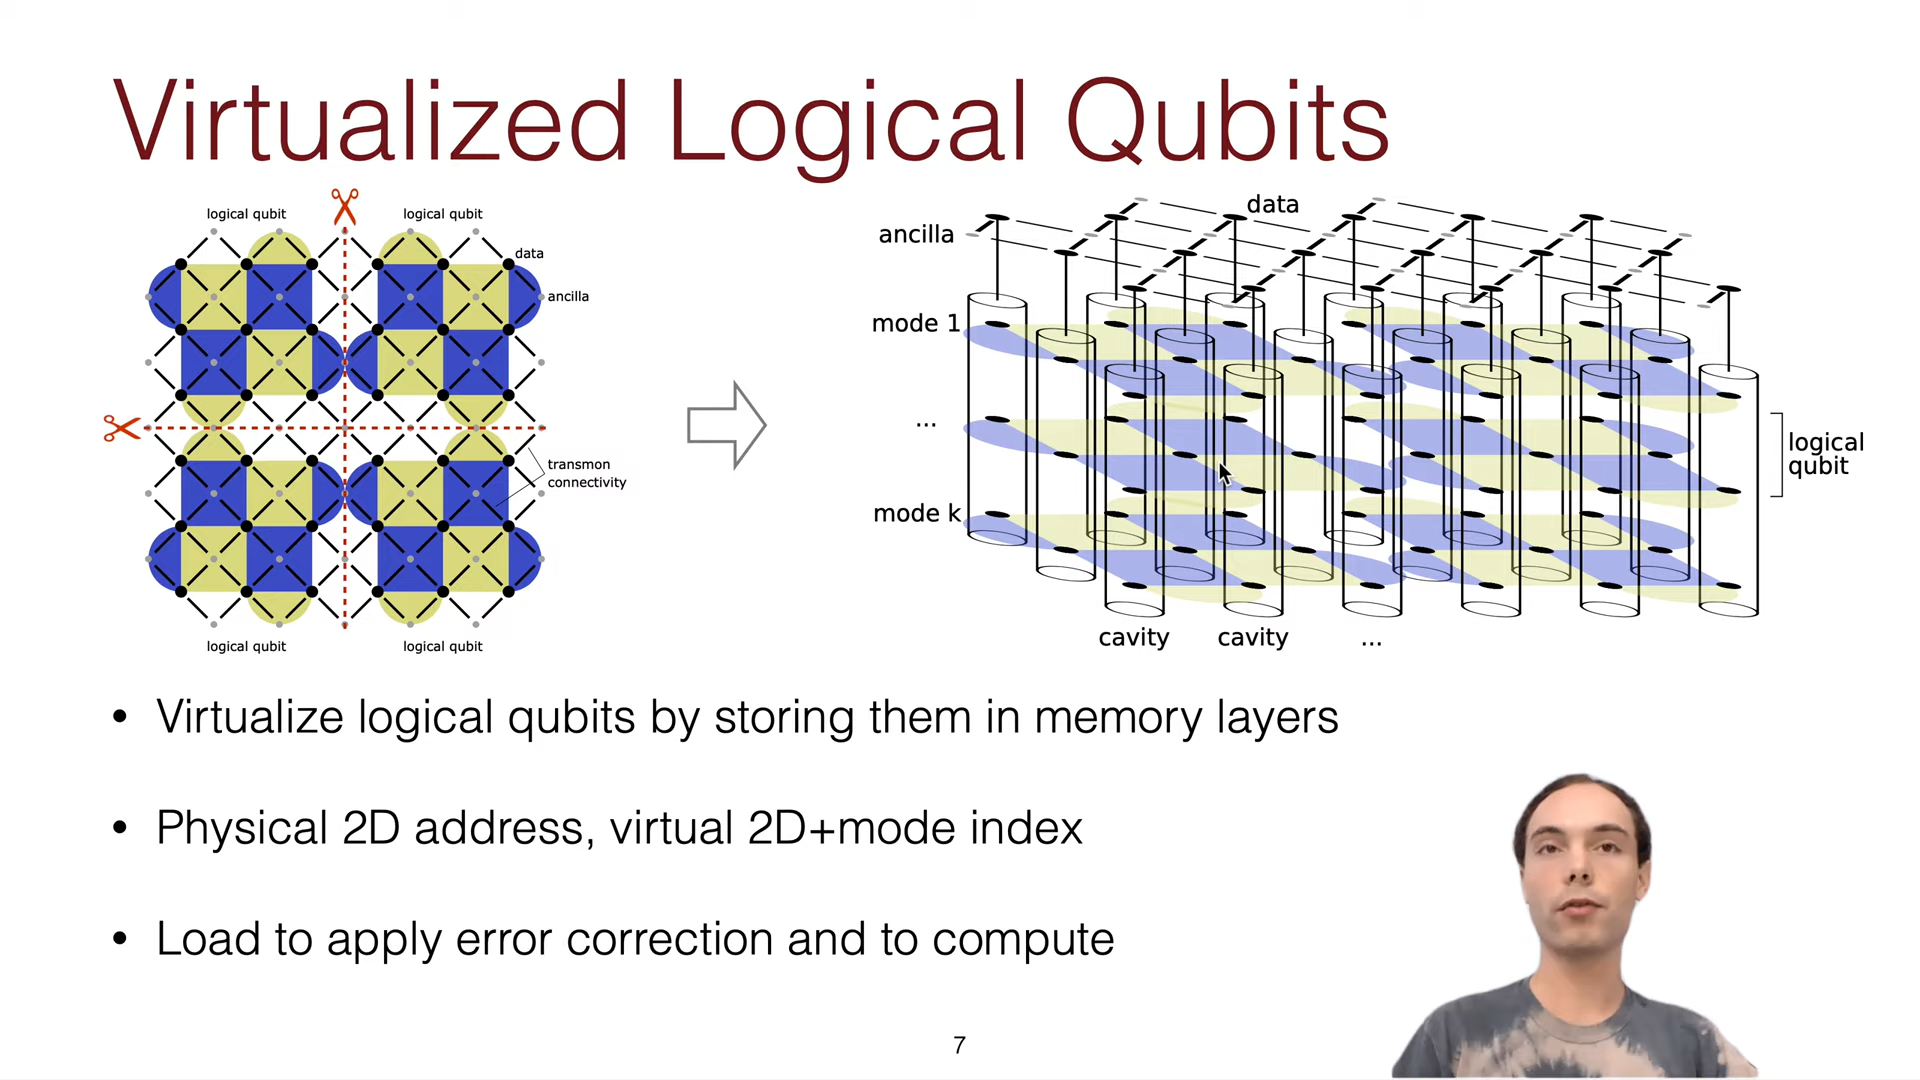 Virtualized Logical Qubits
logical qubit
logical qubit
data
ancilla
transmon
connectivity
logical qubit
logical qubit
data
ancilla
mode 1
...
mode k
logical
qubit
cavity
cavity
...
• Virtualize logical qubits by storing them in memory layers
• Physical 2D address, virtual 2D+mode index
• Load to apply error correction and to compute
7